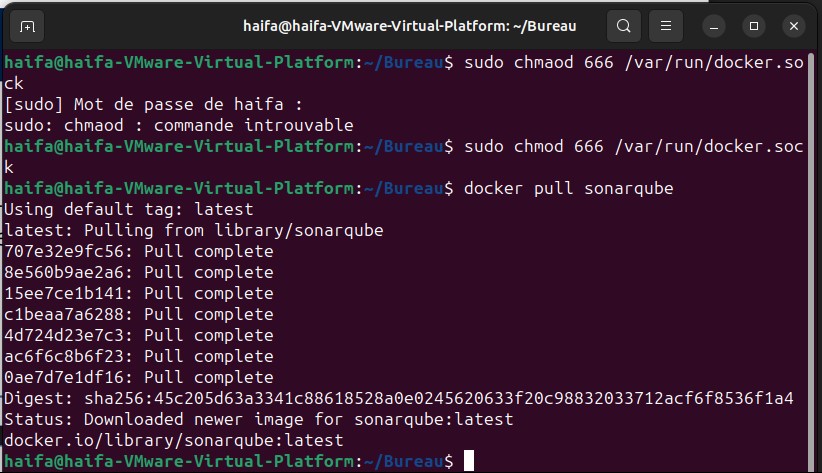 haifa@haifa-VMware-Virtual-Platform: ~/Bureau
haifa@haifa-VMware-Virtual-Platform:~/Bureau$ sudo chmaod 666 /var/run/docker.so
ck
[sudo] Mot de passe de haifa :
sudo: chmaod : commande introuvable
haifa@haifa-VMware-Virtual-Platform:~/Bureau$ sudo chmod 666 /var/run/docker.soc
k
haifa@haifa-VMware-Virtual-Platform:~/Bureau$ docker pull sonarqube
Using default tag: latest
latest: Pulling from library/sonarqube
707e32e9fc56: Pull complete
8e560b9ae2a6: Pull complete
15ee7ce1b141: Pull complete
c1beaa7a6288: Pull complete
4d724d23e7c3: Pull complete
ac6f6c8b6f23: Pull complete
0ae7d7e1df16: Pull complete
Digest: sha256:45c205d63a3341c88618528a0e0245620633f20c98832033712acf6f8536f1a4
Status: Downloaded newer image for sonarqube:latest
docker.io/library/sonarqube:latest
haifa@haifa-VMware-Virtual-Platform:~/Bureau$